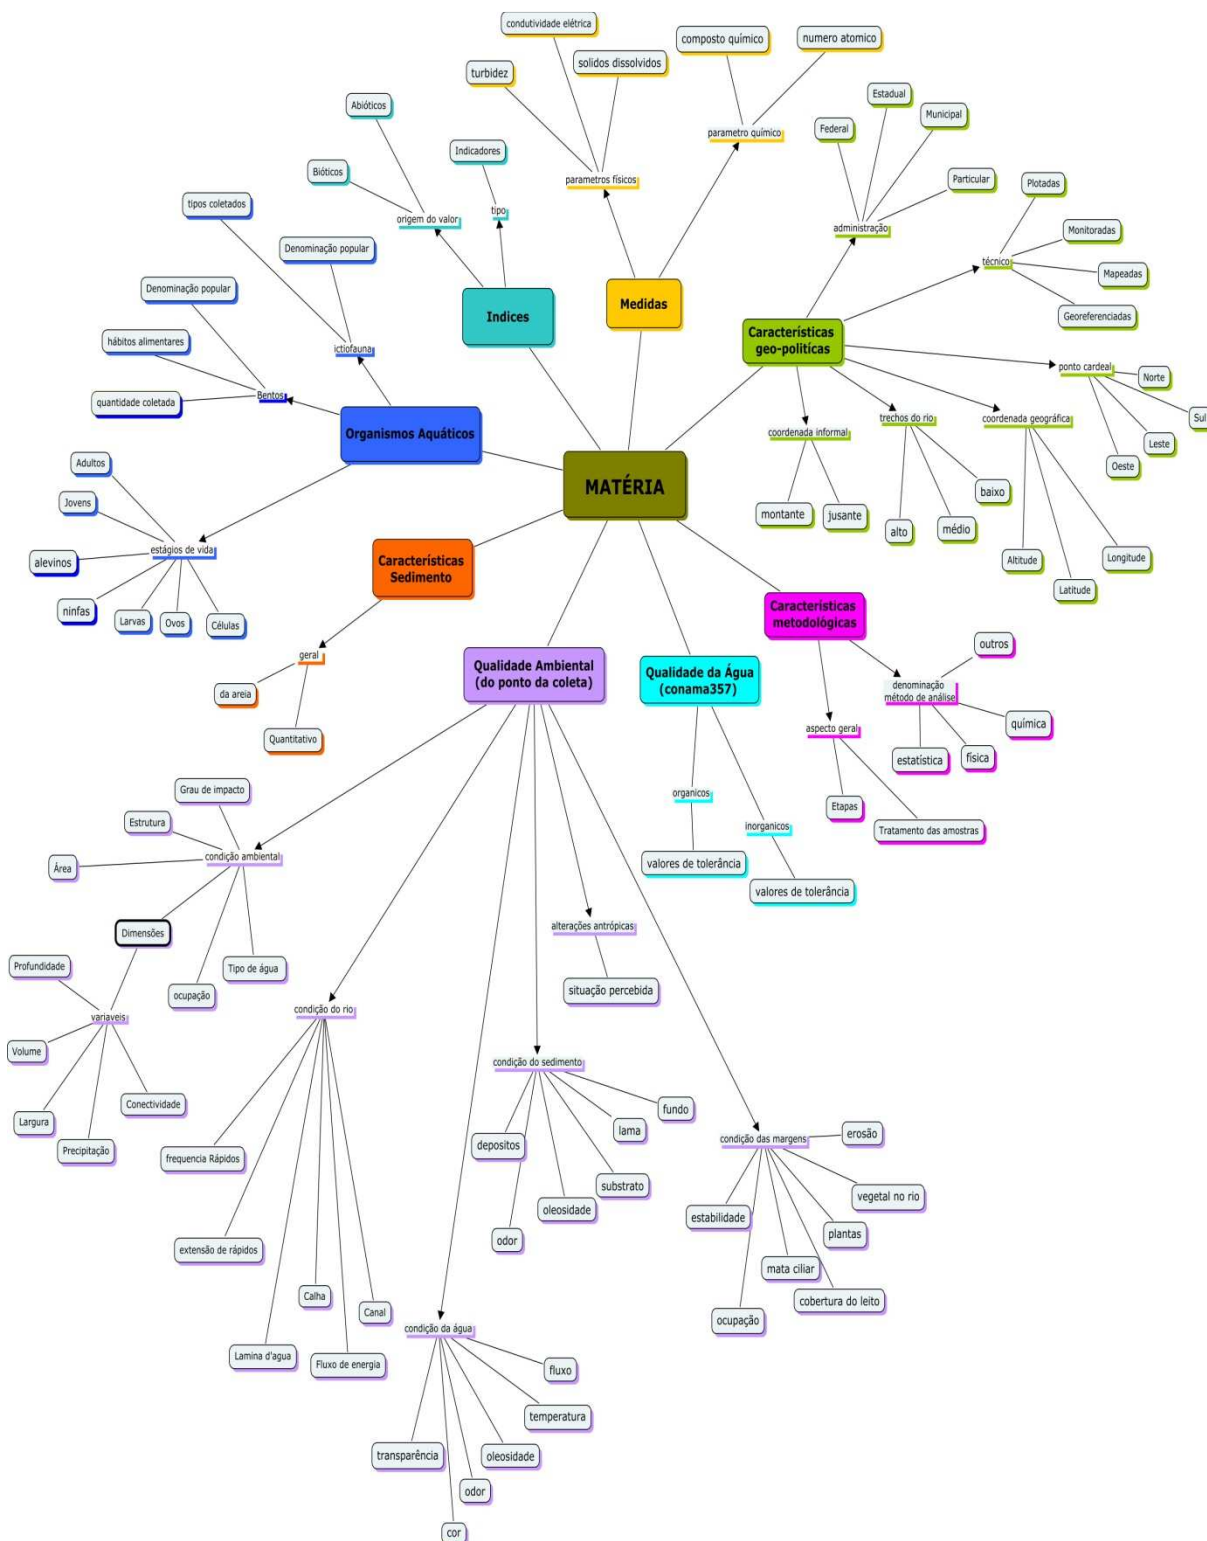 condutividade elétrica
composto químico
numero atomico
solidos dissolvidos
turbidez
Estadual
Abióticos
Municipal
Federal
parametro químico
Indicadores
Bióticos
parametros físicos
Particular
Plotadas
tipos coletados
tipo
origem do valor
administração
Monitoradas
Denominação popular
técnico
Mapeadas
Denominação popular
Indices
Medidas
Georeferenciadas
Características
geo-politícas
hábitos alimentares
ictiofauna
ponto cardeal
Norte
Bentos
quantidade coletada
Sul
Organismos Aquáticos
coordenada informal
trechos do rio
coordenada geográfica
Leste
Oeste
Adultos
MATÉRIA
baixo
Jovens
montante
jusante
alto
médio
estágios de vida
Características
Sedimento
Altitude
Longitude
alevinos
Latitude
ninfas
Larvas
Ovos
Células
Características
metodológicas
outros
geral
Qualidade Ambiental
(do ponto da coleta)
Qualidade da Água
(conama357)
denominação
método de análise
da areia
química
aspecto geral
Quantitativo
estatística
física
Grau de impacto
organicos
Etapas
Estrutura
inorganicos
Tratamento das amostras
condição ambiental
Área
valores de tolerância
valores de tolerância
Dimensões
alterações antrópicas
Profundidade
Tipo de água
ocupação
situação percebida
variaveis
condição do rio
Volume
condição do sedimento
Conectividade
fundo
Largura
lama
Precipitação
frequencia Rápidos
depositos
condição das margens
erosão
substrato
vegetal no rio
oleosidade
estabilidade
plantas
extensão de rápidos
odor
mata ciliar
Calha
cobertura do leito
Canal
ocupação
condição da água
Lamina d'agua
Fluxo de energia
fluxo
temperatura
transparência
oleosidade
odor
cor